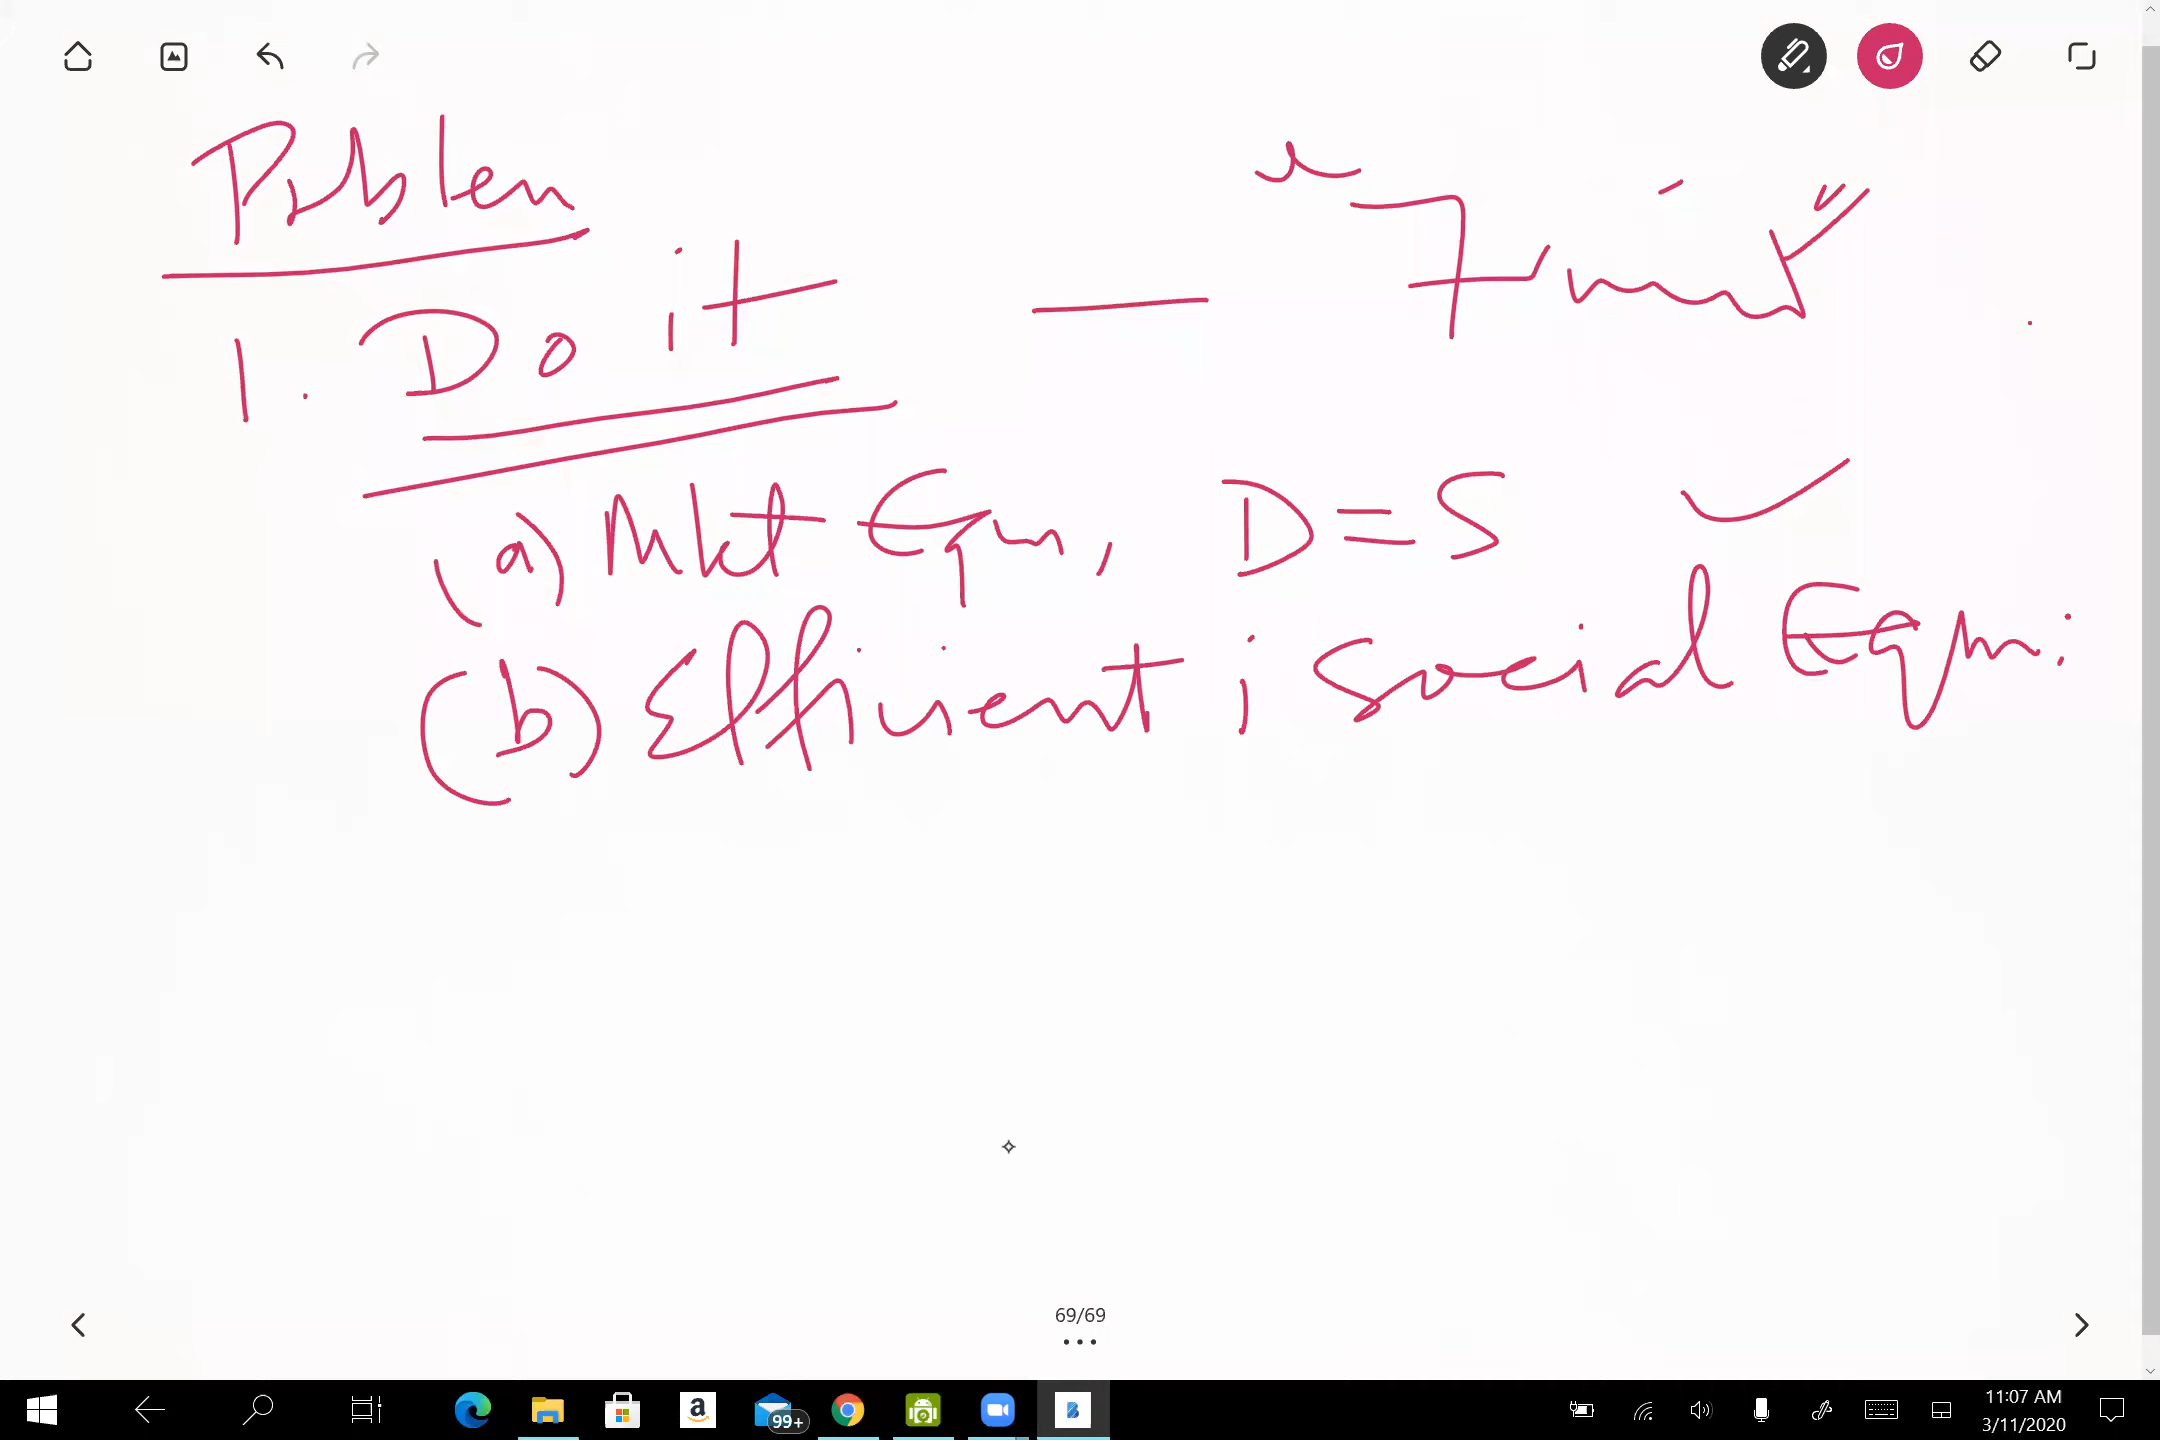 Problem
1. Do it — 7 mint
(a) Mkt Eqm, D = S
(b) Efficient ; Social Eqm:
69/69
a
99+
B
11:07 AM
3/11/2020